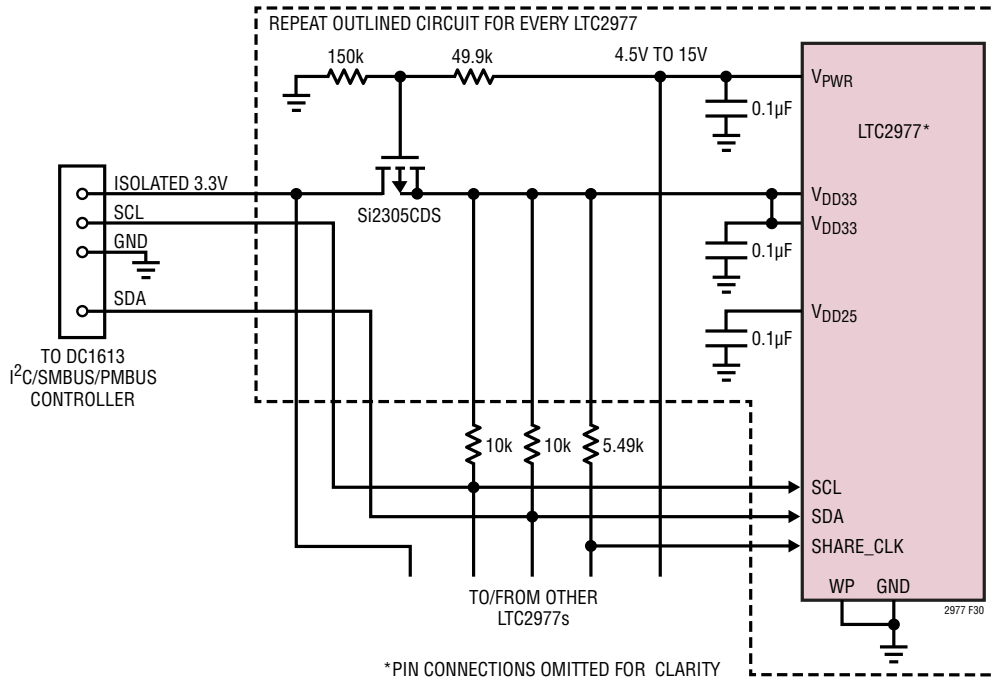 REPEAT OUTLINED CIRCUIT FOR EVERY LTC2977
150k
49.9k
4.5V TO 15V
VPWR
0.1µF
LTC2977*
ISOLATED 3.3V
Si2305CDS
VDD33
SCL
VDD33
GND
0.1µF
SDA
VDD25
0.1µF
TO DC1613
I2C/SMBUS/PMBUS
CONTROLLER
10k
10k
5.49k
SCL
SDA
SHARE_CLK
WP
GND
TO/FROM OTHER
LTC2977s
2977 F30
*PIN CONNECTIONS OMITTED FOR CLARITY